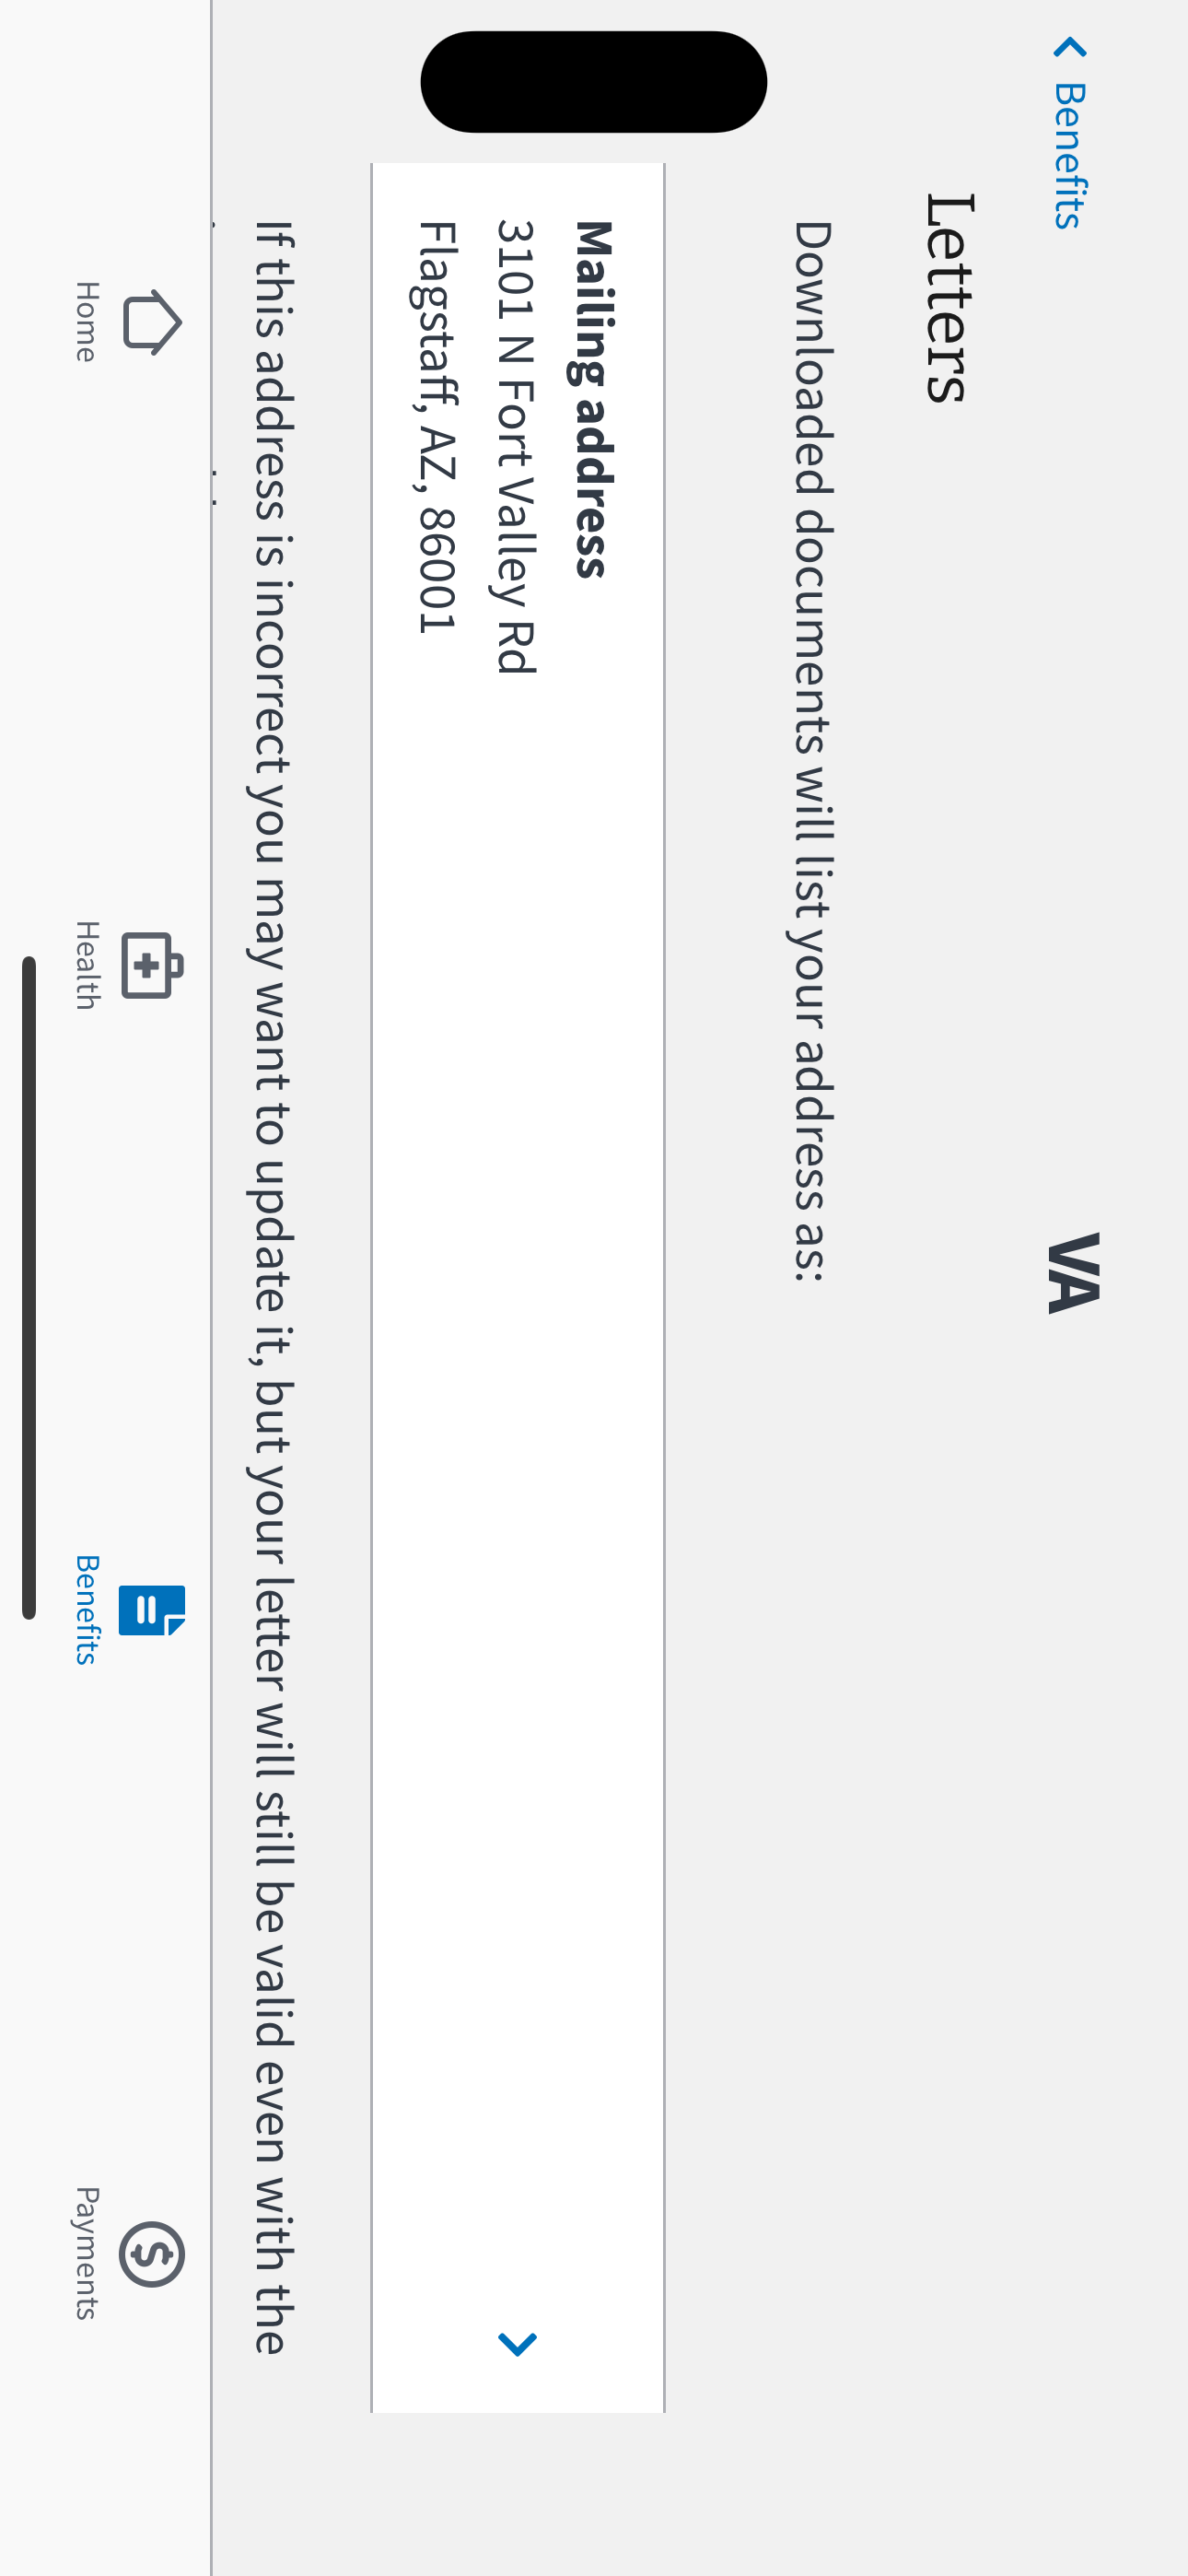 Benefits
VA
Letters
Downloaded documents will list your address as:
Mailing address
3101 N Fort Valley Rd
Flagstaff, AZ, 86001
If this address is incorrect you may want to update it, but your letter will still be valid even with the
Home
Health
Benefits
Payments